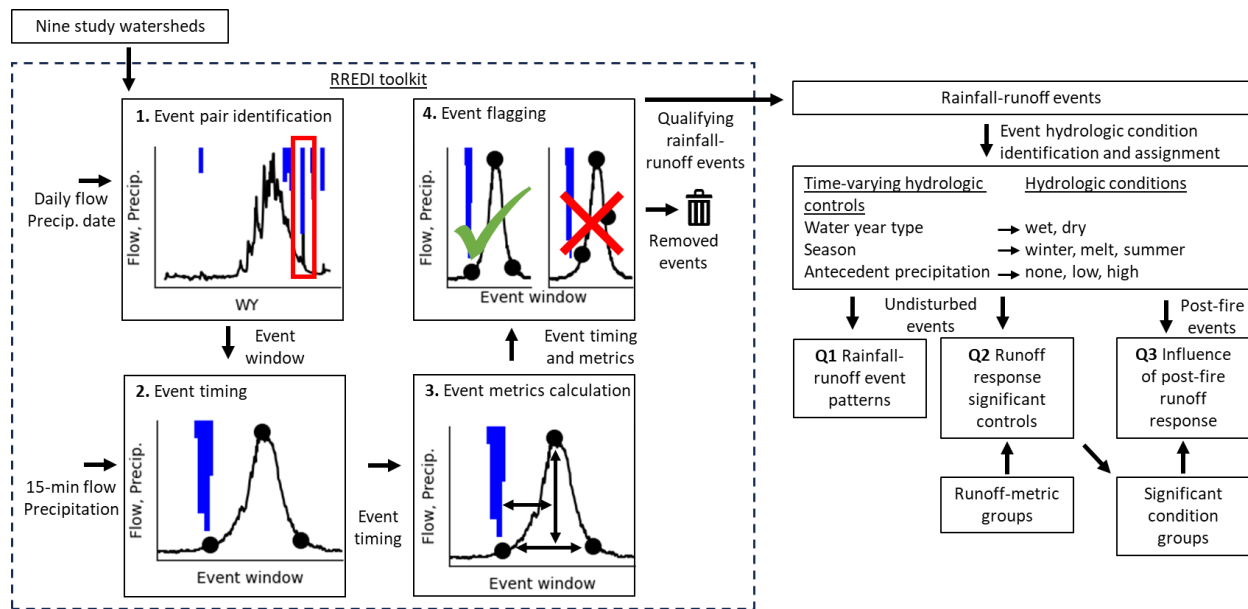 Nine study watersheds
RREDI toolkit
1. Event pair identification
Flow, Precip.
WY
Daily flow
Precip. date
Event
window
2. Event timing
Flow, Precip.
Event window
15-min flow
Precipitation
Event
timing
3. Event metrics calculation
Flow, Precip.
Event window
Event timing
and metrics
4. Event flagging
Flow, Precip.
Event window
Qualifying
rainfall-
runoff events
Removed
events
Rainfall-runoff events
Event hydrologic condition
identification and assignment
Time-varying hydrologic
controls
Hydrologic conditions
Water year type
wet, dry
Season
winter, melt, summer
Antecedent precipitation
none, low, high
Undisturbed
events
Post-fire
events
Q1 Rainfall-
runoff event
patterns
Q2 Runoff
response
significant
controls
Q3 Influence
of post-fire
runoff
response
Runoff-metric
groups
Significant
condition
groups